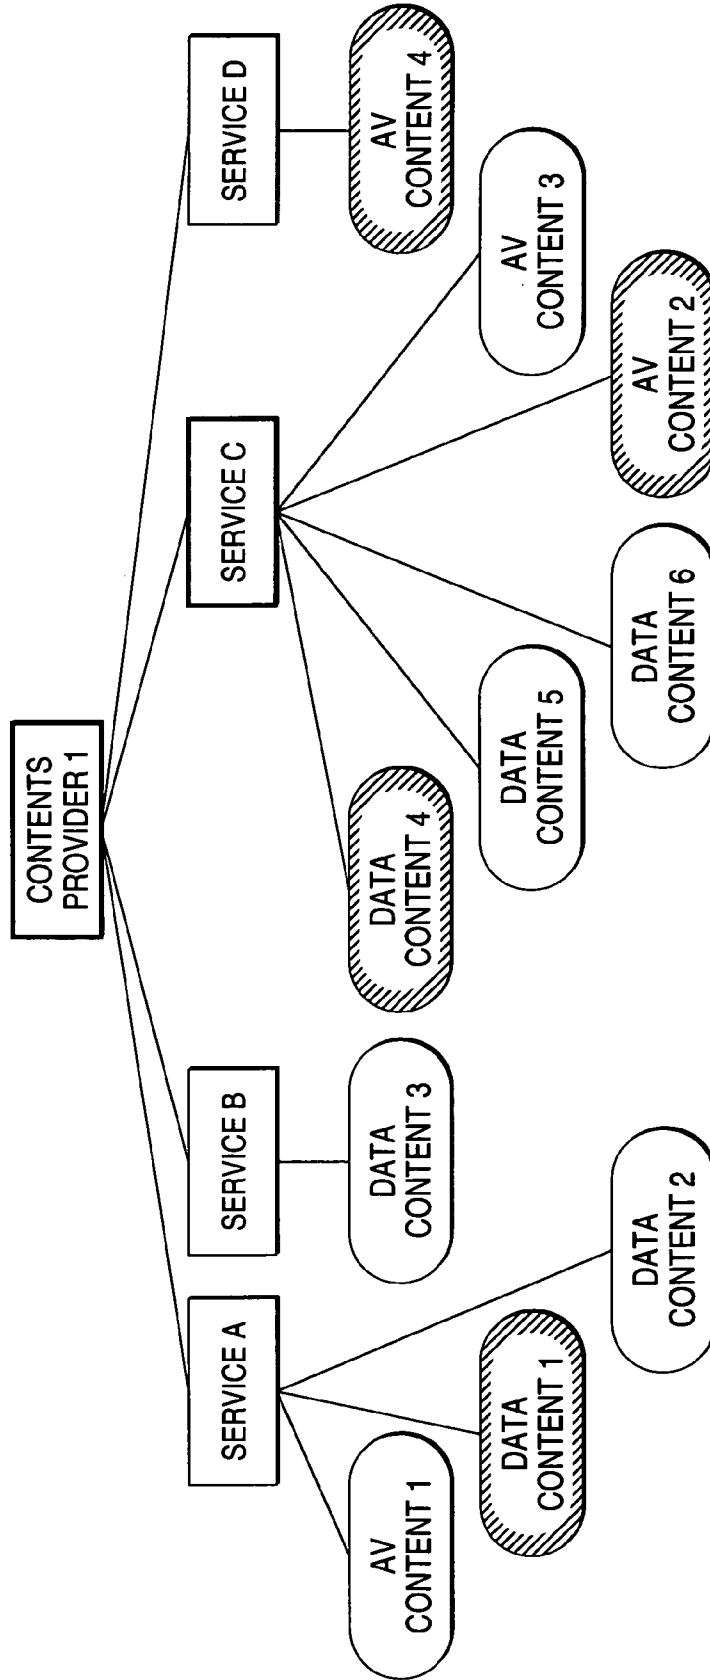 CONTENTS
PROVIDER 1
SERVICE A
SERVICE B
SERVICE C
SERVICE D
AV
CONTENT 1
DATA
CONTENT 1
DATA
CONTENT 2
DATA
CONTENT 3
DATA
CONTENT 4
DATA
CONTENT 5
DATA
CONTENT 6
AV
CONTENT 2
AV
CONTENT 3
AV
CONTENT 4